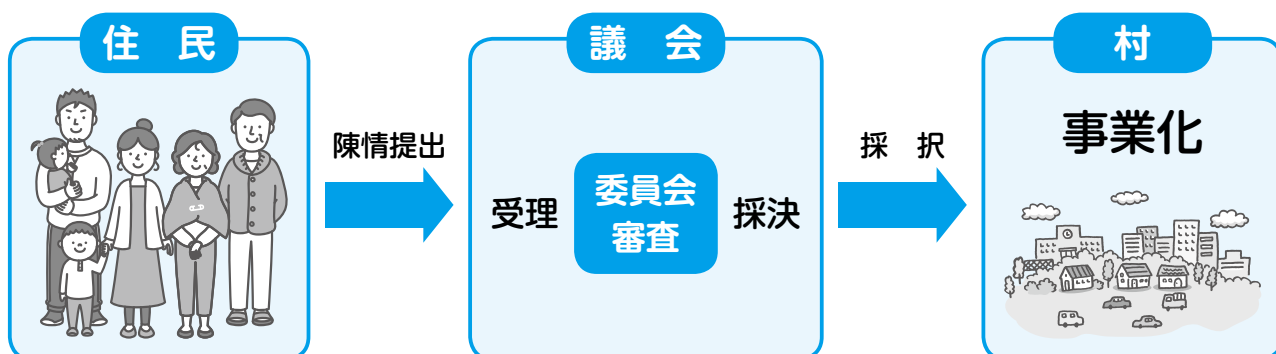 住　民
陳情提出
議　会
受理
委員会
審査
採決
採　択
村
事業化